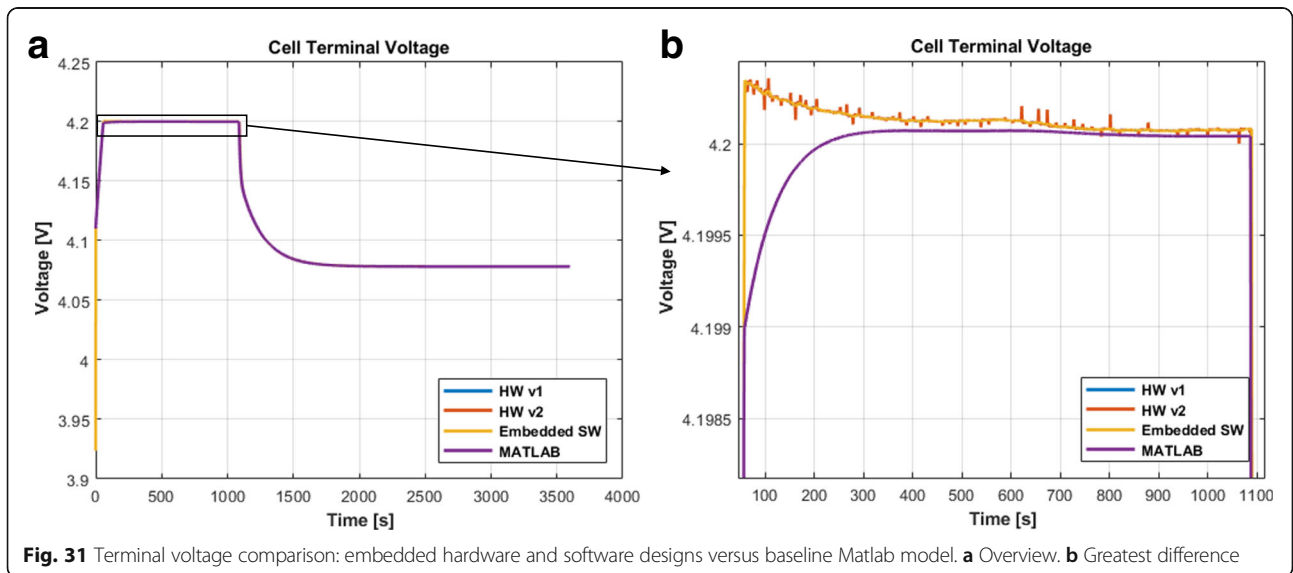 a
Cell Terminal Voltage
4.25
4.2
4.15
4.1
4.05
4
3.95
3.9
Voltage [V]
0 500 1000 1500 2000 2500 3000 3500 4000
Time [s]
HW v1
HW v2
Embedded SW
MATLAB
b
Cell Terminal Voltage
4.2
4.1995
4.199
4.1985
Voltage [V]
100 200 300 400 500 600 700 800 900 1000 1100
Time [s]
HW v1
HW v2
Embedded SW
MATLAB
Fig. 31 Terminal voltage comparison: embedded hardware and software designs versus baseline Matlab model. a Overview. b Greatest difference